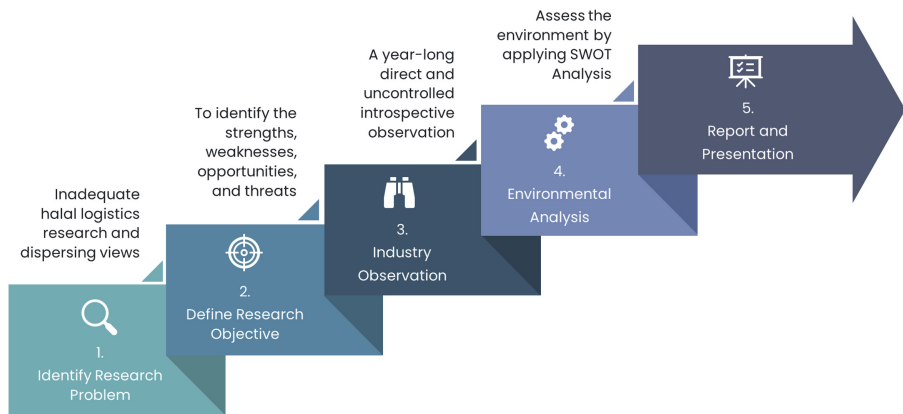 Inadequate
halal logistics
research and
dispersing views
1.
Identify Research
Problem
To identify the
strengths,
weaknesses,
opportunities,
and threats
2.
Define Research
Objective
A year-long
direct and
uncontrolled
introspective
observation
3.
Industry
Observation
Assess the
environment by
applying SWOT
Analysis
4.
Environmental
Analysis
5.
Report and
Presentation